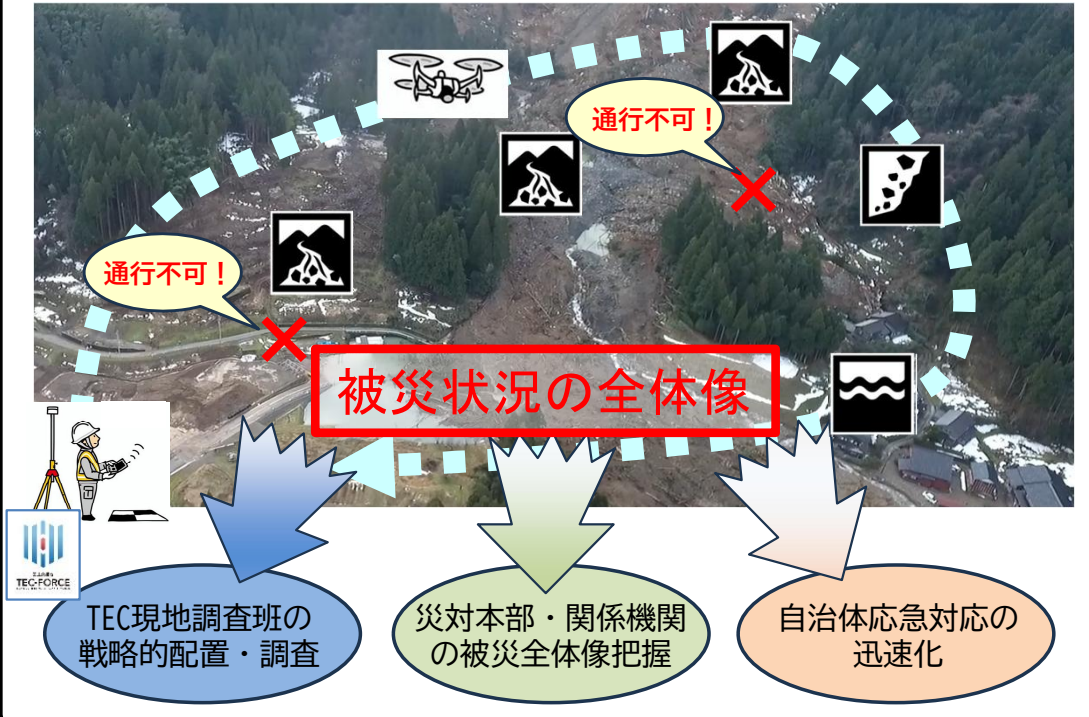 通行不可!
通行不可!
被災状況の全体像
TEC-FORCE
TEC現地調査班の
戦略的配置・調査
災対本部・関係機関
の被災全体像把握
自治体応急対応の
迅速化